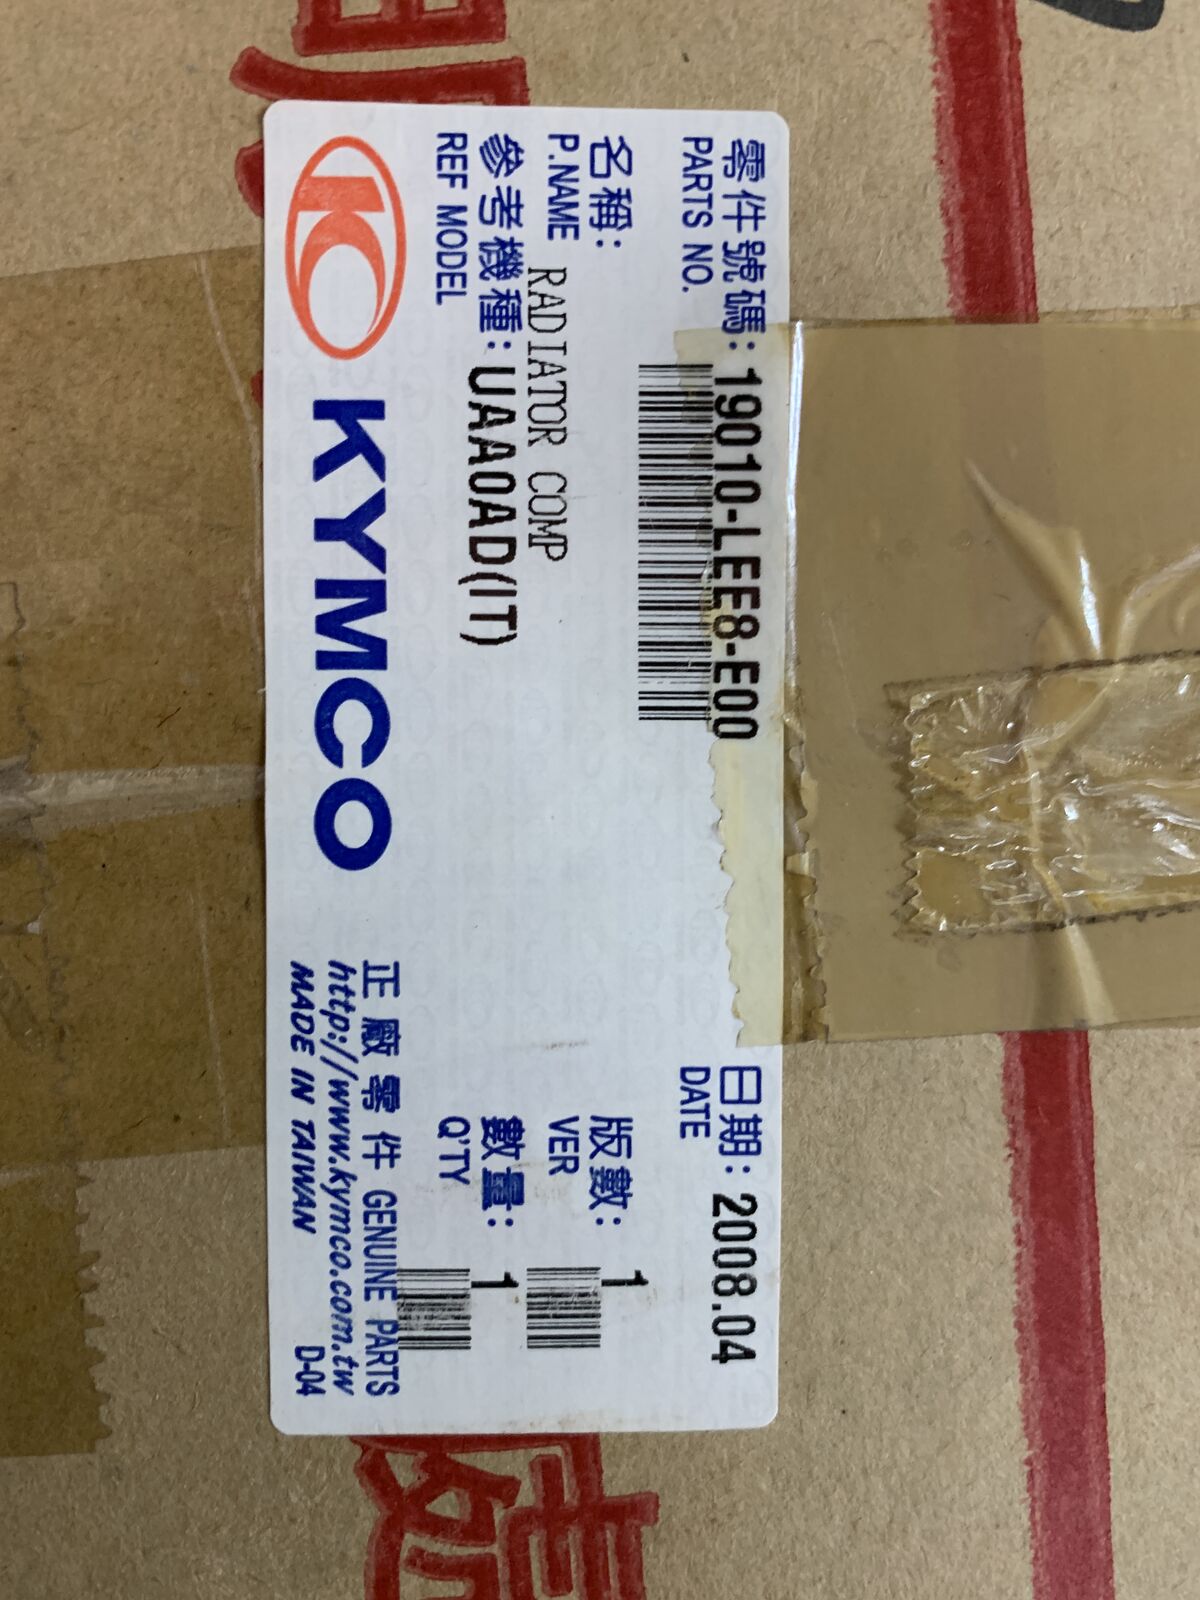 零件號碼: 19010-LEE8-E00
PARTS NO.
日期: 2008.04
DATE
名稱:
P.NAME RADIATOR COMP
版數: 1
VER
參考機種: UAA0AD(IT)
REF MODEL
數量: 1
Q'TY
KYMCO
正廠零件 GENUINE PARTS
http://www.kymco.com.tw
MADE IN TAIWAN D-04